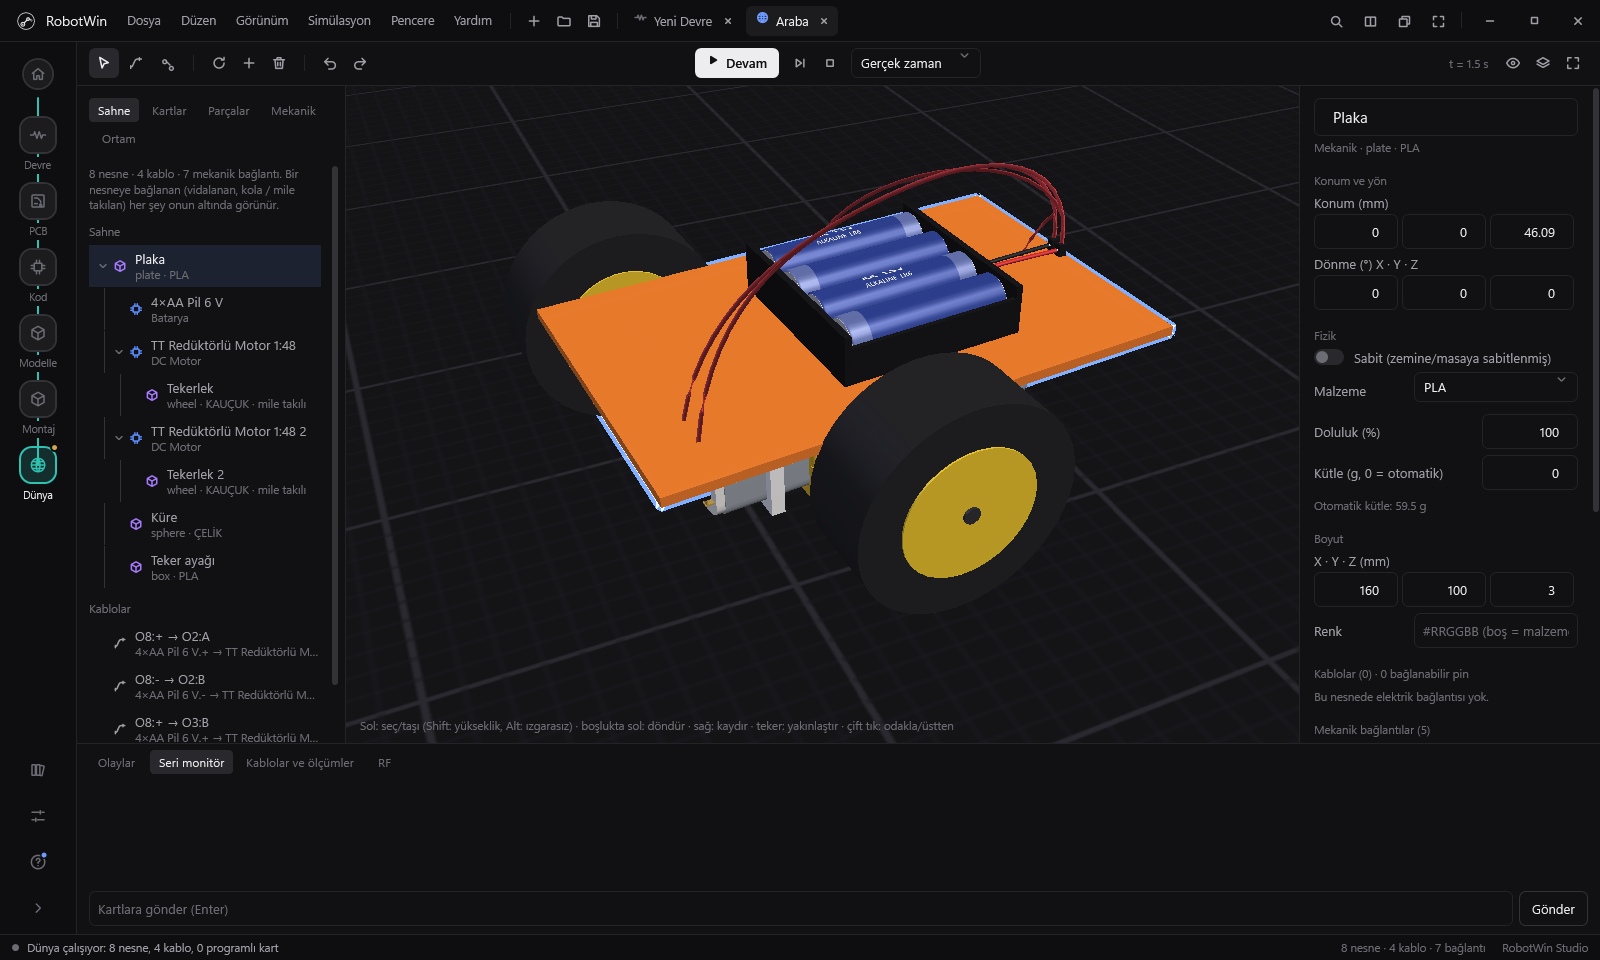 RobotWin Dosya Düzen Görünüm Simülasyon Pencere Yardım Yeni Devre × Araba ×
Devam Gerçek zaman t = 1.5 s
Devre
PCB
Kod
Modelle
Montaj
Dünya
Sahne Kartlar Parçalar Mekanik
Ortam
8 nesne · 4 kablo · 7 mekanik bağlantı. Bir
nesneye bağlanan (vidalanan, kola / mile
takılan) her şey onun altında görünür.
Sahne
Plaka
plate · PLA
4×AA Pil 6 V
Batarya
TT Redüktörlü Motor 1:48
DC Motor
Tekerlek
wheel · KAUÇUK · mile takılı
TT Redüktörlü Motor 1:48 2
DC Motor
Tekerlek 2
wheel · KAUÇUK · mile takılı
Küre
sphere · ÇELİK
Teker ayağı
box · PLA
Kablolar
O8:+ → O2:A
4×AA Pil 6 V.+ → TT Redüktörlü M...
O8:- → O2:B
4×AA Pil 6 V.- → TT Redüktörlü M...
O8:+ → O3:B
4×AA Pil 6 V.+ → TT Redüktörlü M...
ALKALINE LR6
ALKALINE LR6
Sol: seç/taşı (Shift: yükseklik, Alt: ızgarasız) · boşlukta sol: döndür · sağ: kaydır · teker: yakınlaştır · çift tık: odakla/üstten
Plaka
Mekanik · plate · PLA
Konum ve yön
Konum (mm)
0 0 46.09
Dönme (°) X · Y · Z
0 0 0
Fizik
Sabit (zemine/masaya sabitlenmiş)
Malzeme PLA
Doluluk (%) 100
Kütle (g, 0 = otomatik) 0
Otomatik kütle: 59.5 g
Boyut
X · Y · Z (mm)
160 100 3
Renk #RRGGBB (boş = malzem
Kablolar (0) · 0 bağlanabilir pin
Bu nesnede elektrik bağlantısı yok.
Mekanik bağlantılar (5)
Olaylar Seri monitör Kablolar ve ölçümler RF
Kartlara gönder (Enter) Gönder
Dünya çalışıyor: 8 nesne, 4 kablo, 0 programlı kart 8 nesne · 4 kablo · 7 bağlantı RobotWin Studio